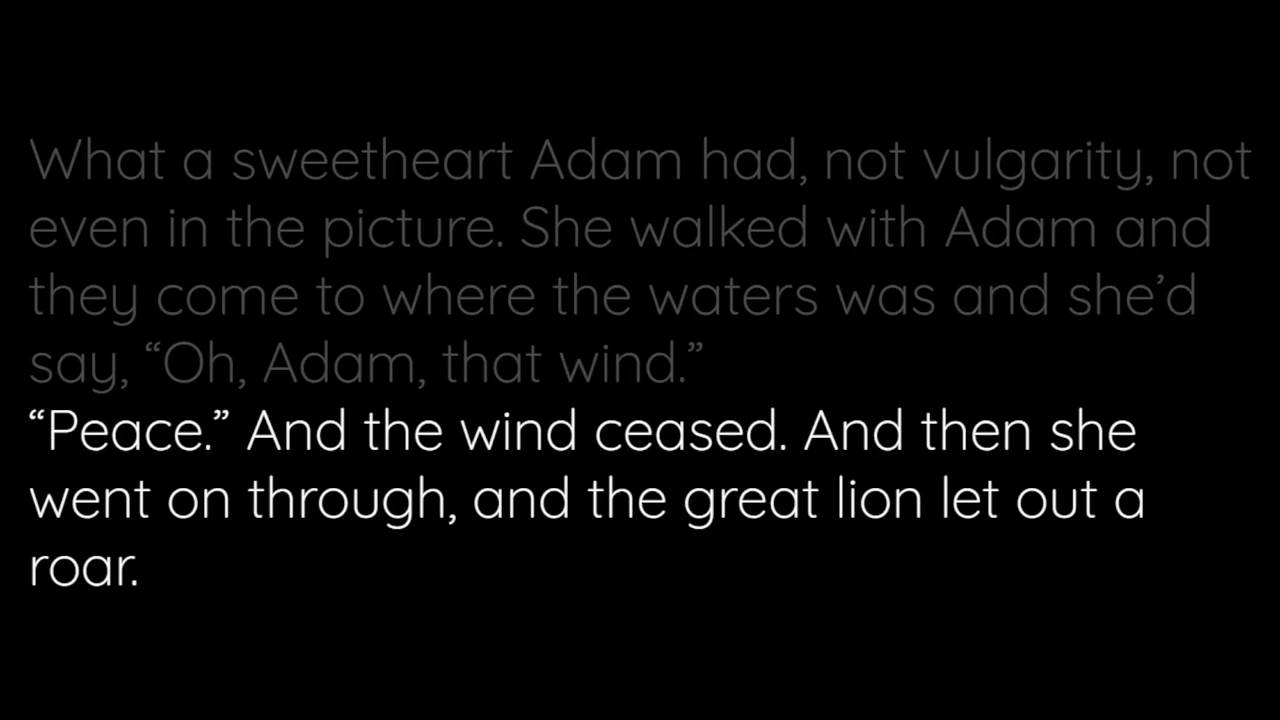 What a sweetheart Adam had, not vulgarity, not
even in the picture. She walked with Adam and
they come to where the waters was and she’d
say, “Oh, Adam, that wind.”
“Peace.” And the wind ceased. And then she
went on through, and the great lion let out a
roar.